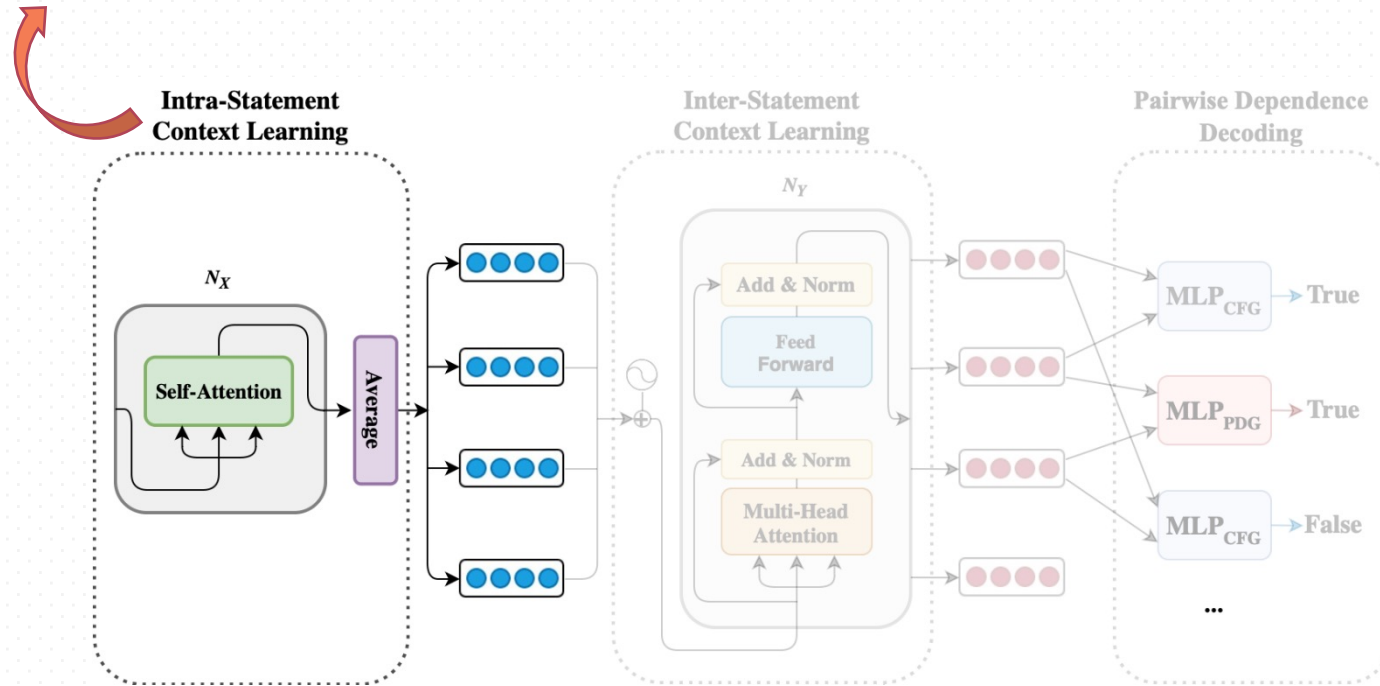 Intra-Statement
Context Learning
Inter-Statement
Context Learning
Pairwise Dependence
Decoding
N_X
Self-Attention
Average
N_Y
Add & Norm
Feed
Forward
Add & Norm
Multi-Head
Attention
MLP_CFG
True
MLP_PDG
True
MLP_CFG
False
...